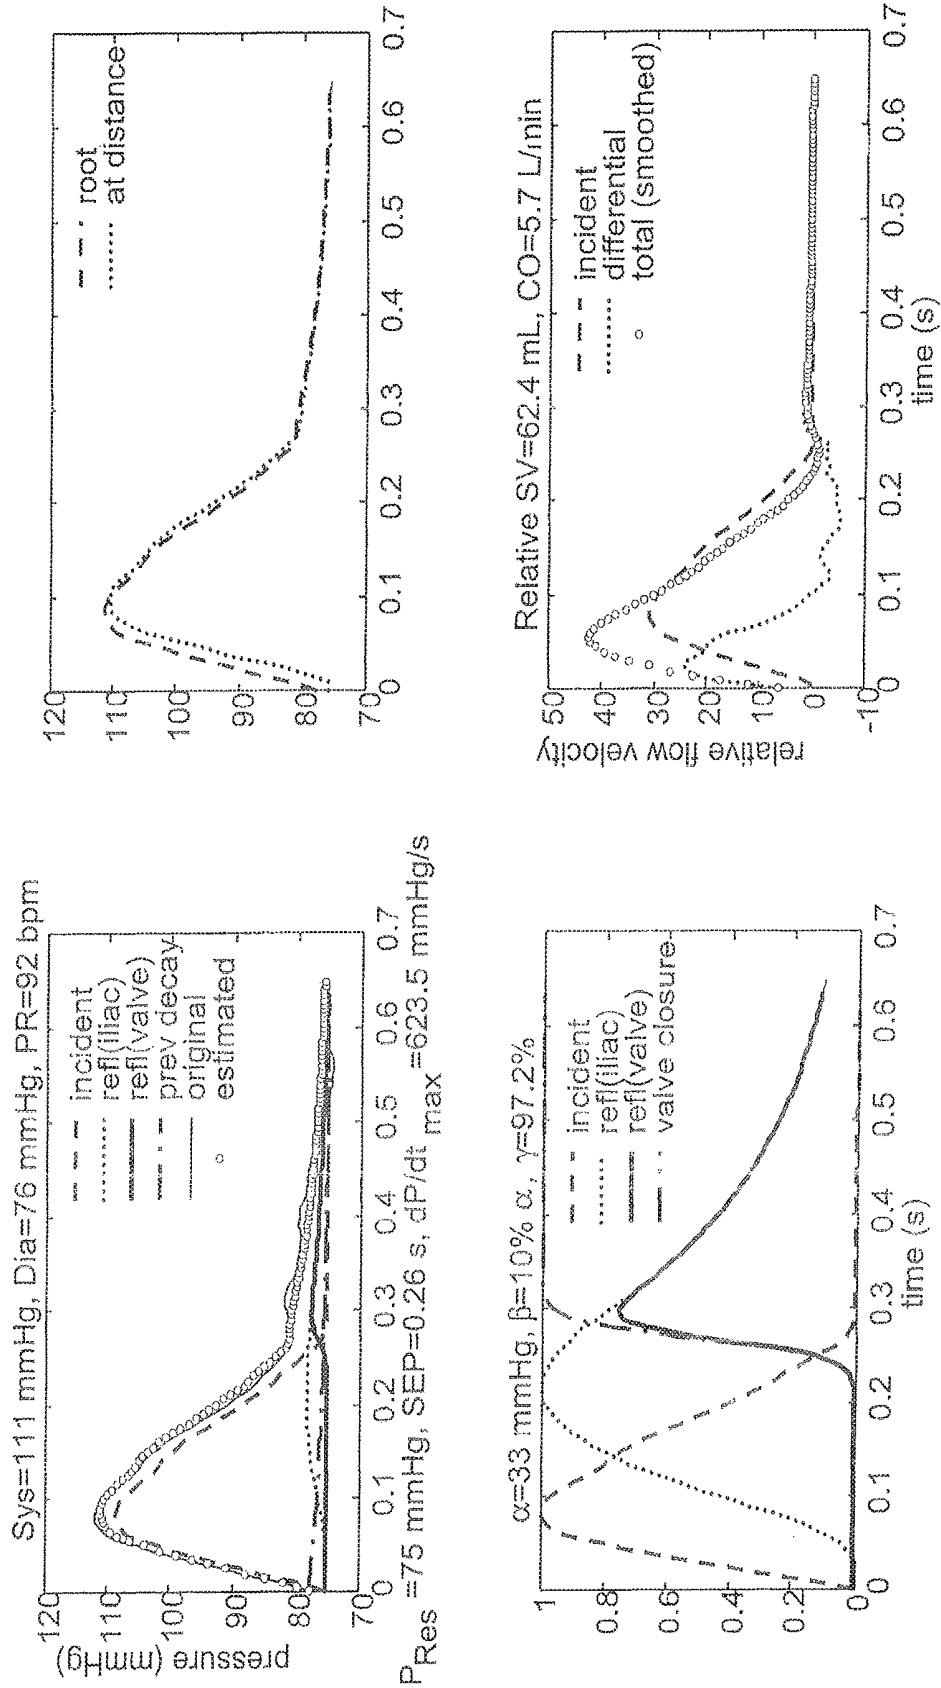 Sys=111 mmHg, Dia=76 mmHg, PR=92 bpm
pressure (mmHg)
120
110
100
90
80
70
0
0.1
0.2
0.3
0.4
0.5
0.6
0.7
incident
refl(iliac)
refl(valve)
prev decay
original
estimated
P_Res =75 mmHg, SEP=0.26 s, dP/dt_max =623.5 mmHg/s
120
110
100
90
80
70
0
0.1
0.2
0.3
0.4
0.5
0.6
0.7
root
at distance
α=33 mmHg, β=10% α, γ=97.2%
1
0.8
0.6
0.4
0.2
0
0
0.1
0.2
0.3
0.4
0.5
0.6
0.7
time (s)
incident
refl(iliac)
refl(valve)
valve closure
Relative SV=62.4 mL, CO=5.7 L/min
relative flow velocity
50
40
30
20
10
0
-10
0
0.1
0.2
0.3
0.4
0.5
0.6
0.7
time (s)
incident
differential
total (smoothed)